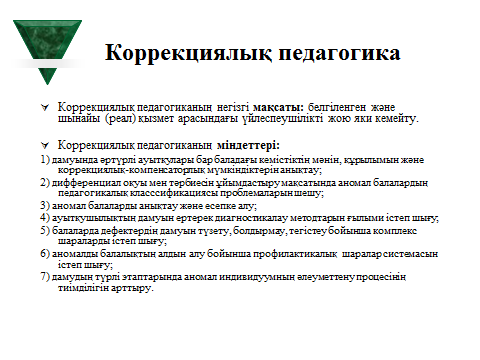 Коррекциялық педагогика
Коррекциялық педагогиканың негізгі мақсаты: белгіленген және
шынайы (реал) қызмет арасындағы үйлеспеушілікті жою яки кемейту.
Коррекциялық педагогиканың міндеттері:
1) дамуында әртүрлі ауытқулары бар баладағы кемістіктің мәнін, құрылымын және
коррекциялық-компенсаторлық мүмкіндіктерін анықтау;
2) дифференциал оқуы мен тәрбиесін ұйымдастыру мақсатында аномал балалардын
педагогикалық классификациясы проблемаларын шешу;
3) аномал балаларды анықтау және есепке алу;
4) ауытқушылықтың дамуын ертерек диагностикалау методтарын ғылыми істеп шығу;
5) балаларда дефектердің дамуын түзету, болдырмау, тегістеу бойынша комплекс
шараларды істеп шығу;
6) аномалды балалықтың алдын алу бойынша профилактикалық шаралар системасын
істеп шығу;
7) дамудың түрлі этаптарында аномал индивидуумның әлеуметтену процесінің
тиімділігін арттыру.